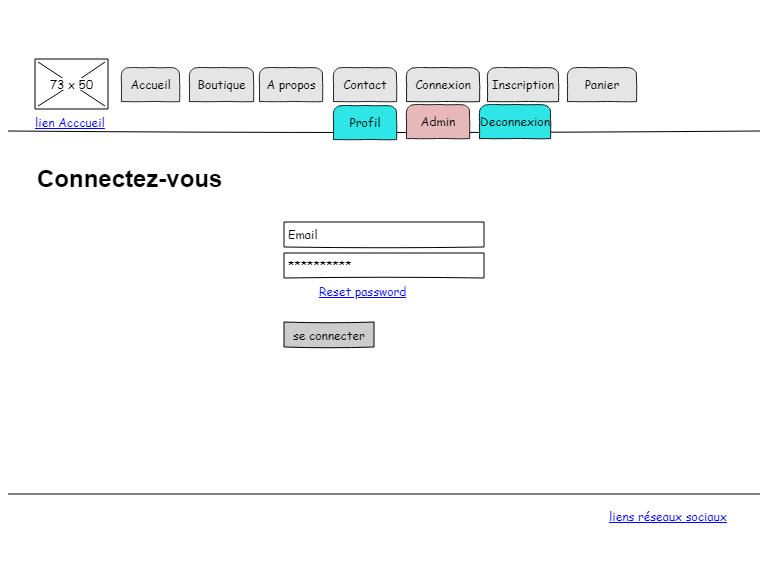 73 x 50
Accueil
Boutique
A propos
Contact
Connexion
Inscription
Panier
lien Acccueil
Profil
Admin
Deconnexion
Connectez-vous
Email
**********
Reset password
se connecter
liens réseaux sociaux